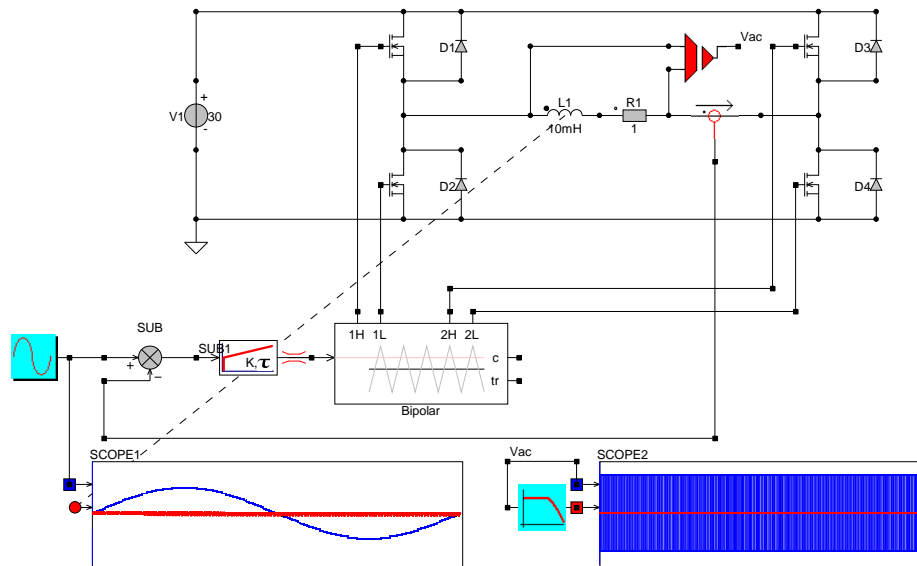 D1
Vac
D3
V1
+
30
-
L1
10mH
R1
1
D2
D4
SUB
+
−
SUB1
K, τ
1H 1L 2H 2L
c
tr
Bipolar
SCOPE1
Vac
SCOPE2